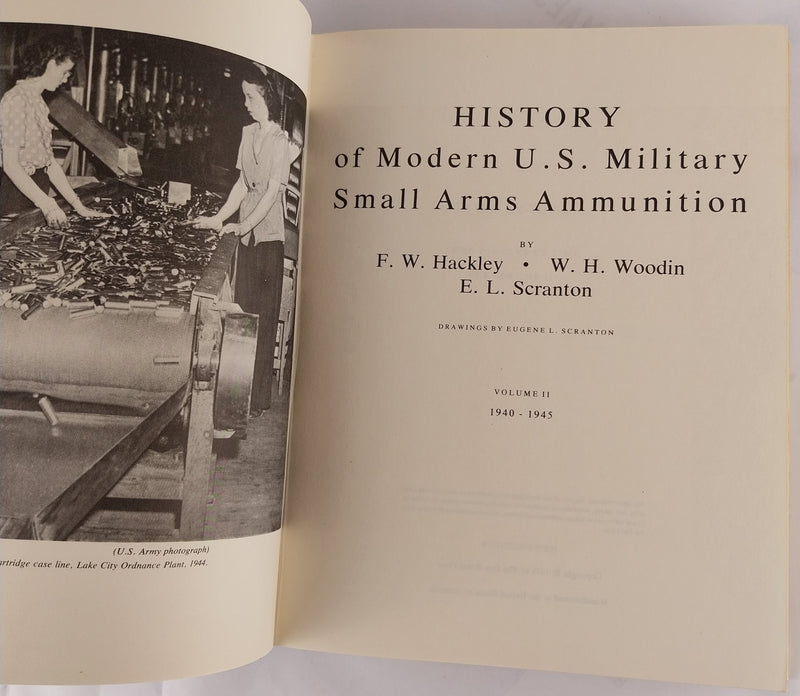 (U.S. Army photograph)
artridge case line, Lake City Ordnance Plant, 1944.
HISTORY
of Modern U.S. Military
Small Arms Ammunition
BY
F. W. Hackley • W. H. Woodin
E. L. Scranton
DRAWINGS BY EUGENE L. SCRANTON
VOLUME II
1940 - 1945